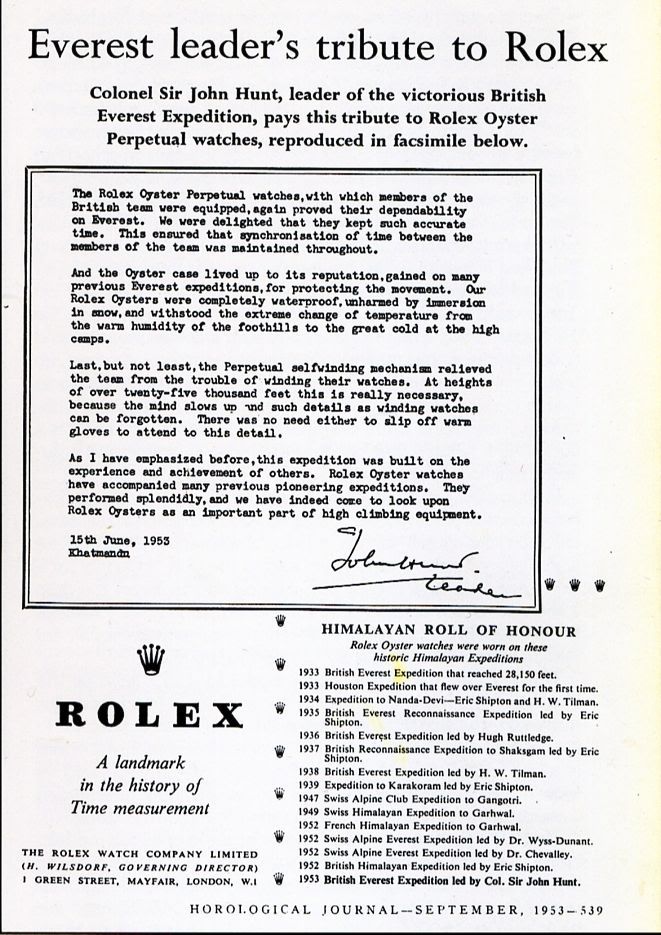 Everest leader's tribute to Rolex
Colonel Sir John Hunt, leader of the victorious British
Everest Expedition, pays this tribute to Rolex Oyster
Perpetual watches, reproduced in facsimile below.
The Rolex Oyster Perpetual watches,with which members of the
British team were equipped,again proved their dependability
on Everest. We were delighted that they kept such accurate
time. This ensured that synchronisation of time between the
members of the team was maintained throughout.
And the Oyster case lived up to its reputation,gained on many
previous Everest expeditions,for protecting the movement. Our
Rolex Oysters were completely waterproof,unharmed by immersion
in snow,and withstood the extreme change of temperature from
the warm humidity of the foothills to the great cold at the high
camps.
Last,but not least,the Perpetual selfwinding mechanism relieved
the team from the trouble of winding their watches. At heights
of over twenty-five thousand feet this is really necessary,
because the mind slows up and such details as winding watches
can be forgotten. There was no need either to slip off warm
gloves to attend to this detail.
As I have emphasized before,this expedition was built on the
experience and achievement of others. Rolex Oyster watches
have accompanied many previous pioneering expeditions. They
performed splendidly,and we have indeed come to look upon
Rolex Oysters as an important part of high climbing equipment.
15th June, 1953
Khatmandu
John Hunt.
Leader
ROLEX
A landmark
in the history of
Time measurement
THE ROLEX WATCH COMPANY LIMITED
(H. WILSDORF, GOVERNING DIRECTOR)
1 GREEN STREET, MAYFAIR, LONDON, W.1
HIMALAYAN ROLL OF HONOUR
Rolex Oyster watches were worn on these
historic Himalayan Expeditions
1933 British Everest Expedition that reached 28,150 feet.
1933 Houston Expedition that flew over Everest for the first time.
1934 Expedition to Nanda-Devi—Eric Shipton and H. W. Tilman.
1935 British Everest Reconnaissance Expedition led by Eric
Shipton.
1936 British Everest Expedition led by Hugh Ruttledge.
1937 British Reconnaissance Expedition to Shaksgam led by Eric
Shipton.
1938 British Everest Expedition led by H. W. Tilman.
1939 Expedition to Karakoram led by Eric Shipton.
1947 Swiss Alpine Club Expedition to Gangotri.
1949 Swiss Himalayan Expedition to Garhwal.
1952 French Himalayan Expedition to Garhwal.
1952 Swiss Alpine Everest Expedition led by Dr. Wyss-Dunant.
1952 Swiss Alpine Everest Expedition led by Dr. Chevalley.
1952 British Himalayan Expedition led by Eric Shipton.
1953 British Everest Expedition led by Col. Sir John Hunt.
HOROLOGICAL JOURNAL—SEPTEMBER, 1953—539